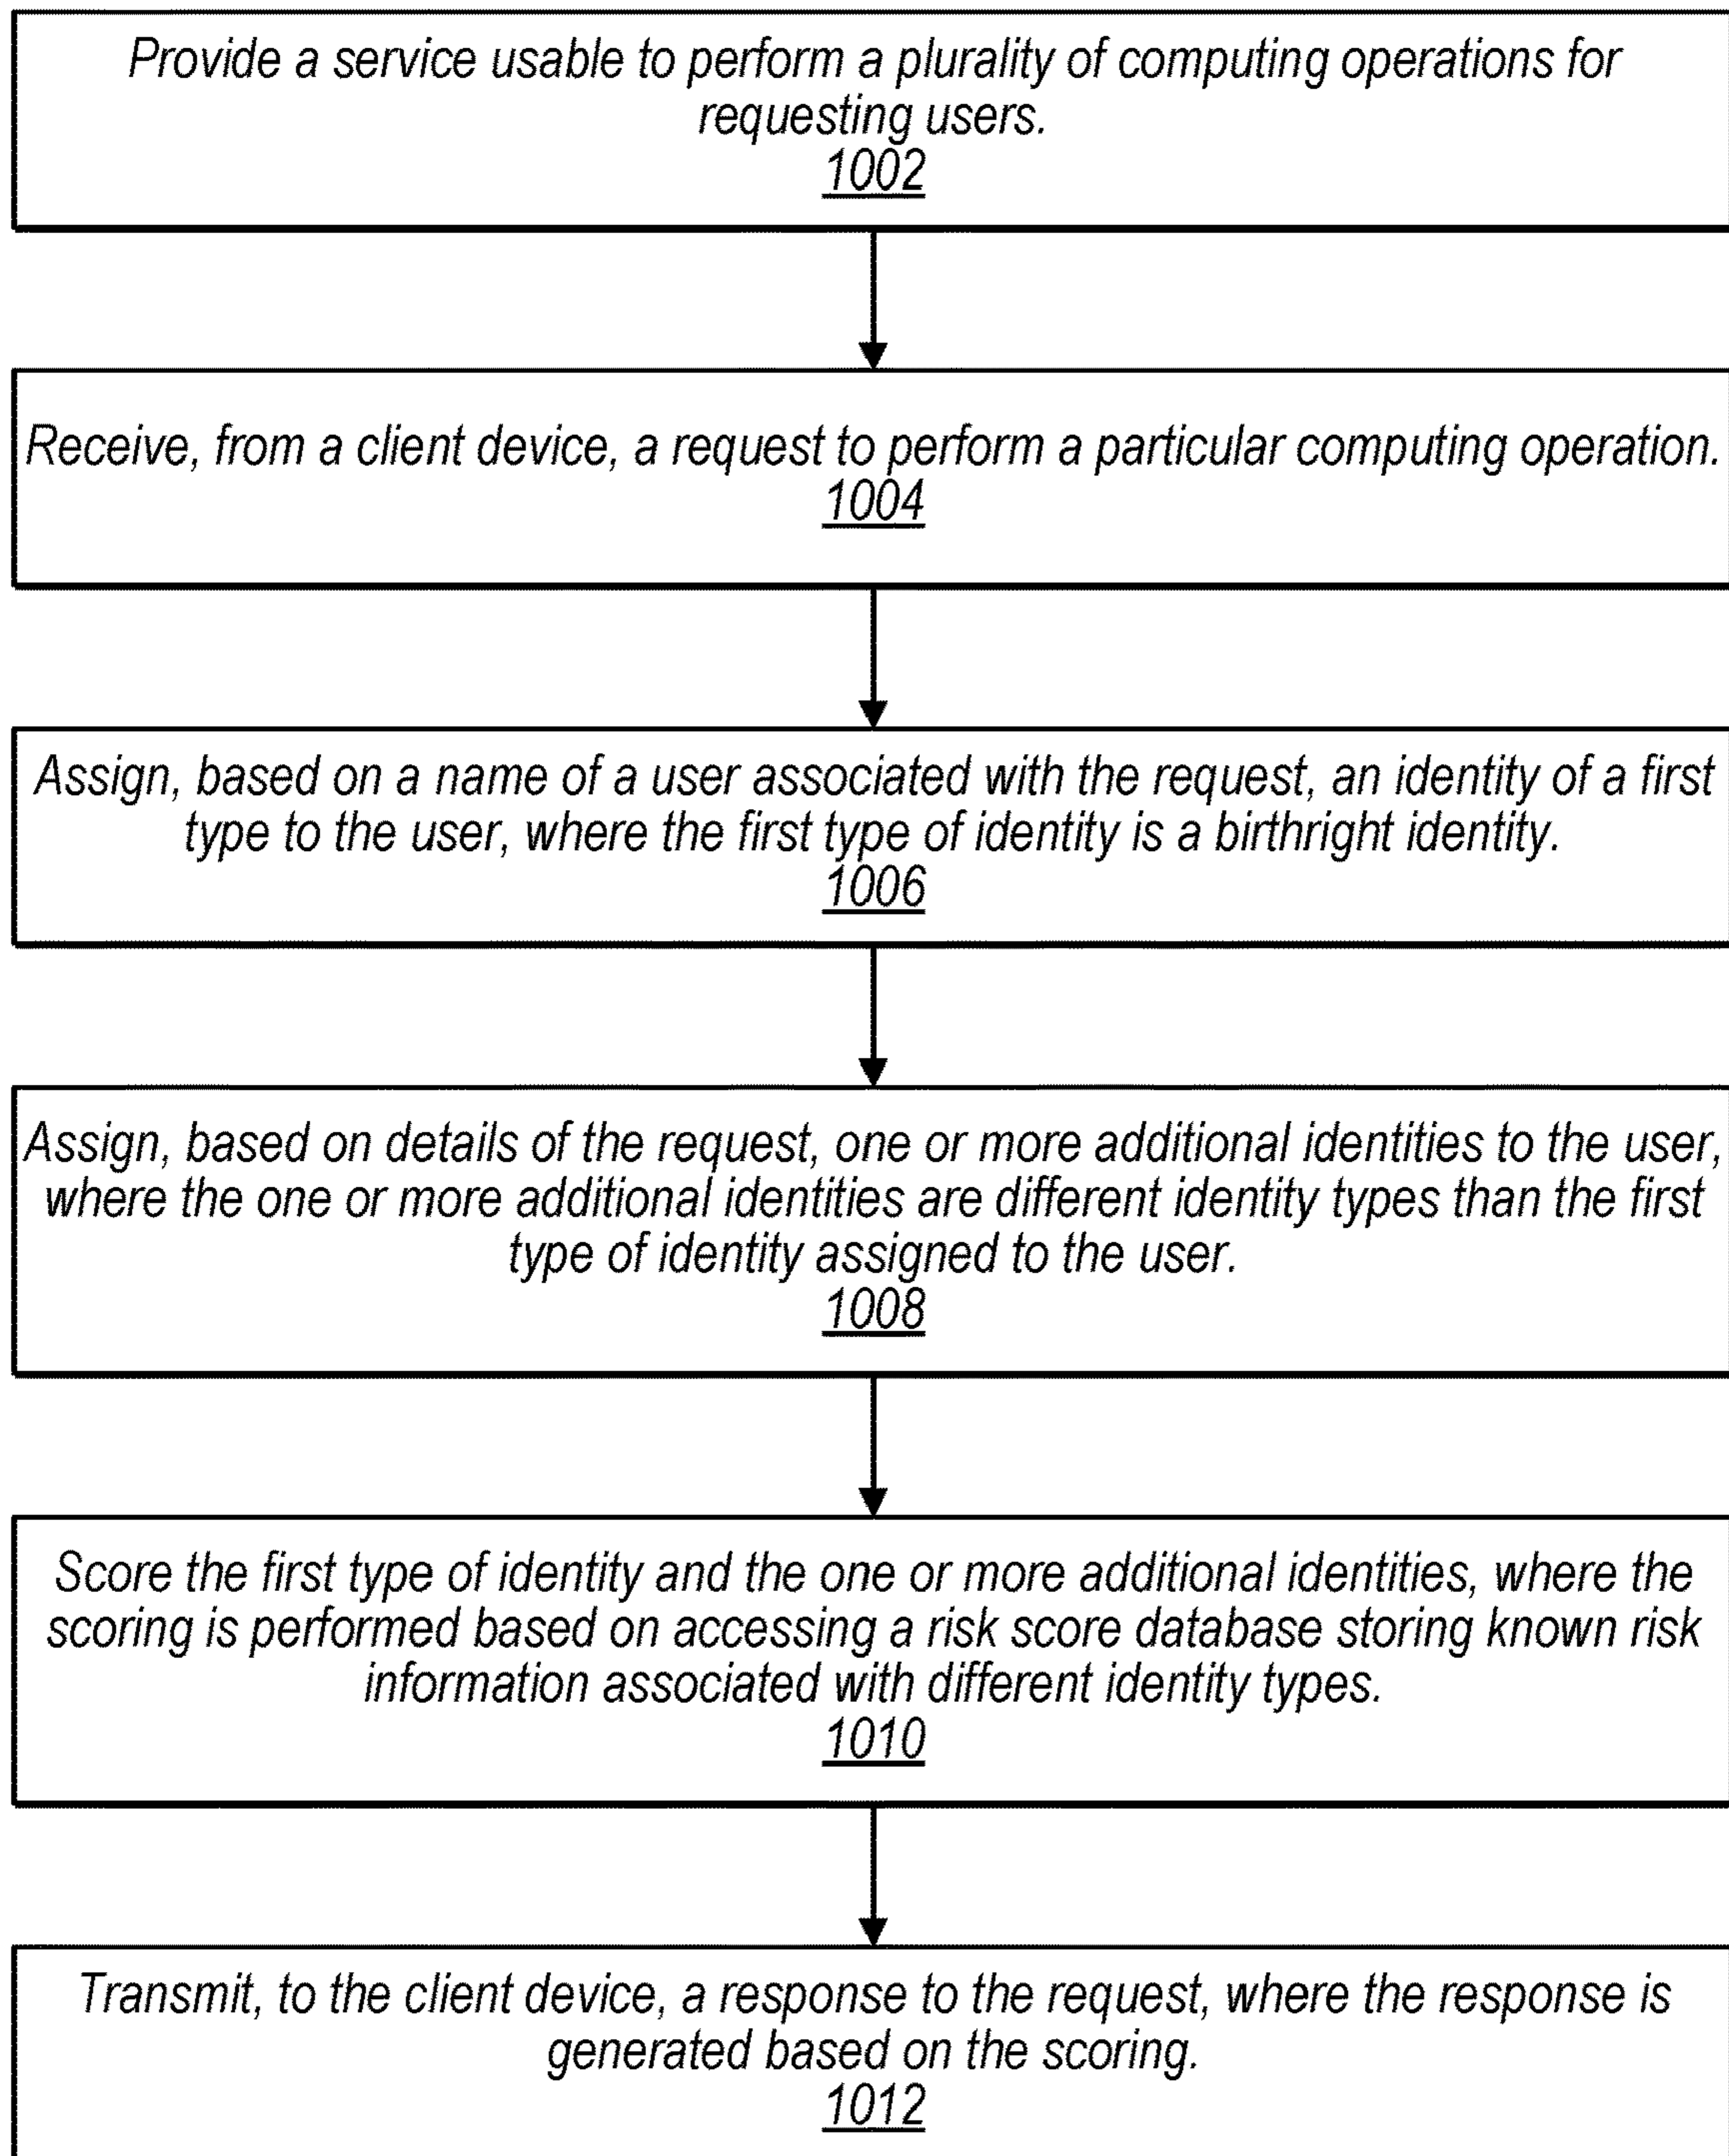 Provide a service usable to perform a plurality of computing operations for
requesting users.
1002
Receive, from a client device, a request to perform a particular computing operation.
1004
Assign, based on a name of a user associated with the request, an identity of a first
type to the user, where the first type of identity is a birthright identity.
1006
Assign, based on details of the request, one or more additional identities to the user,
where the one or more additional identities are different identity types than the first
type of identity assigned to the user.
1008
Score the first type of identity and the one or more additional identities, where the
scoring is performed based on accessing a risk score database storing known risk
information associated with different identity types.
1010
Transmit, to the client device, a response to the request, where the response is
generated based on the scoring.
1012